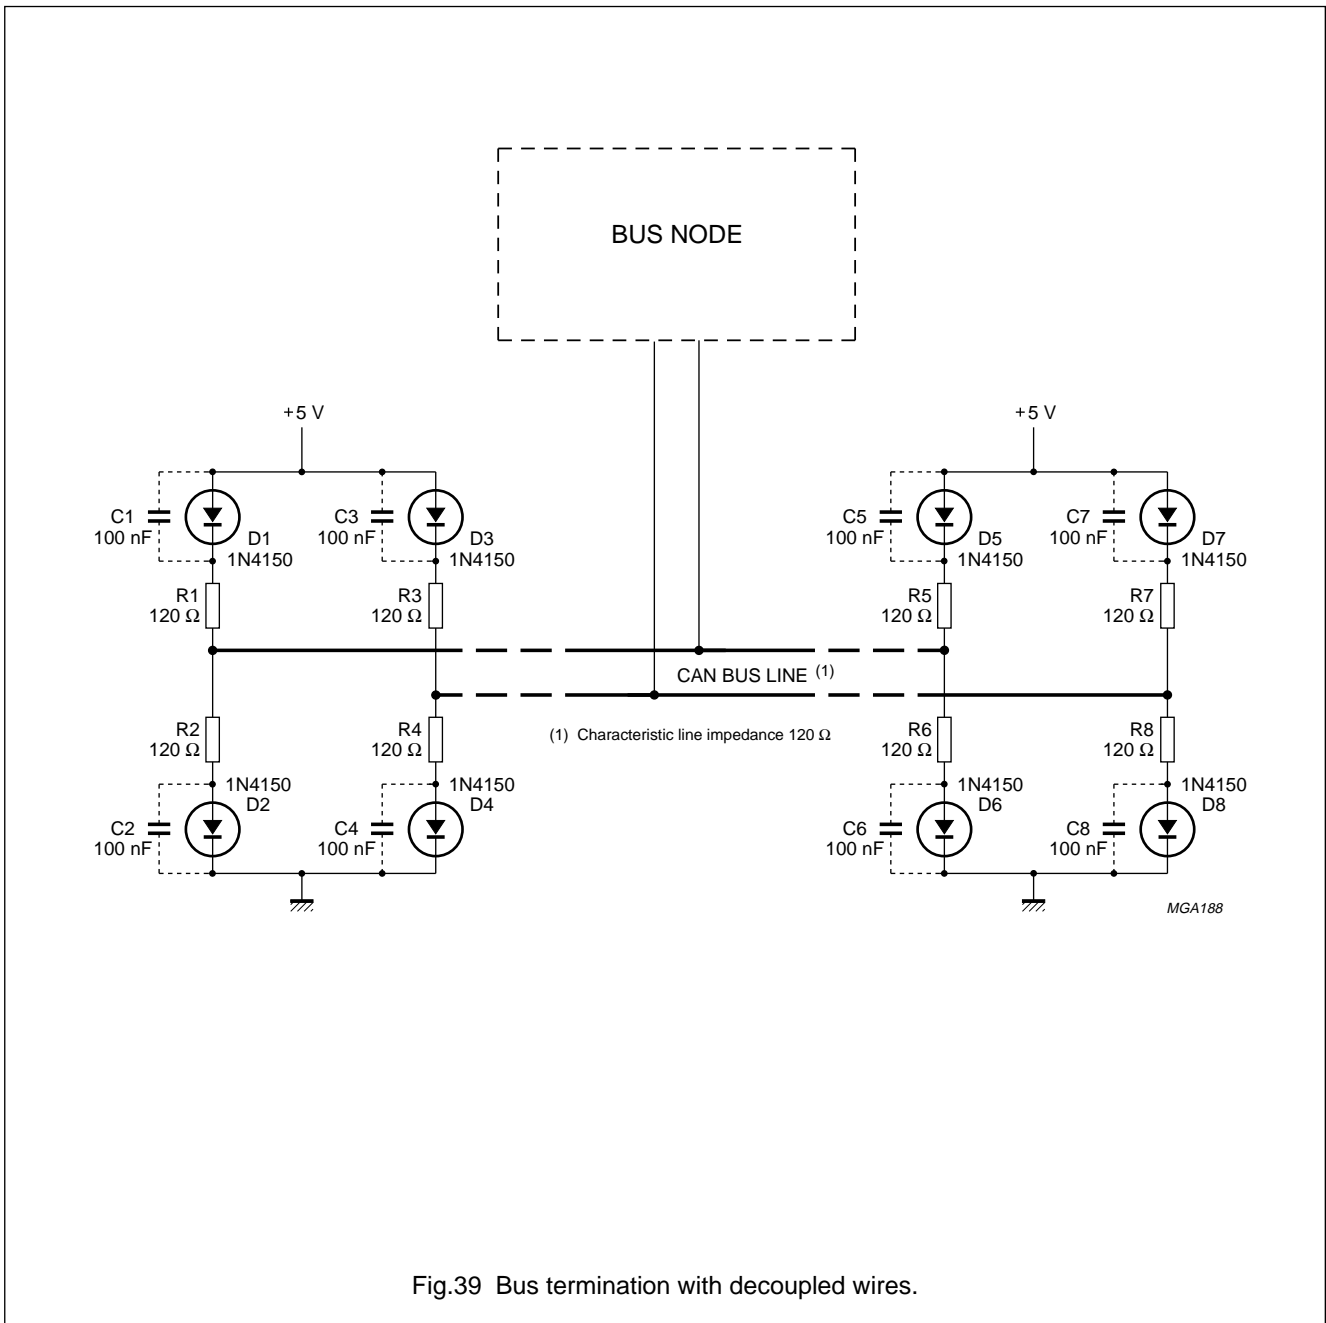 BUS NODE
+5 V
+5 V
C1
100 nF
D1
1N4150
C3
100 nF
D3
1N4150
C5
100 nF
D5
1N4150
C7
100 nF
D7
1N4150
R1
120 Ω
R3
120 Ω
R5
120 Ω
R7
120 Ω
CAN BUS LINE (1)
R2
120 Ω
R4
120 Ω
(1) Characteristic line impedance 120 Ω
R6
120 Ω
R8
120 Ω
1N4150
D2
C2
100 nF
1N4150
D4
C4
100 nF
1N4150
D6
C6
100 nF
1N4150
D8
C8
100 nF
MGA188
Fig.39 Bus termination with decoupled wires.